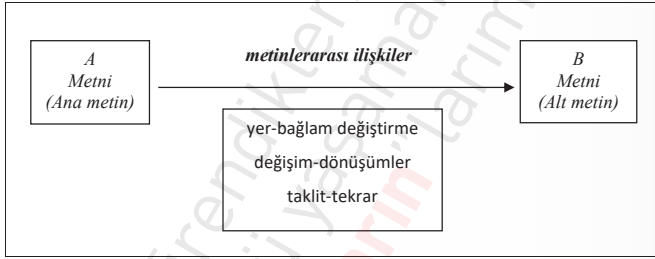 A
Metni
(Ana metin)
metinlerarası ilişkiler
B
Metni
(Alt metin)
yer-bağlam değiştirme
değişim-dönüşümler
taklit-tekrar